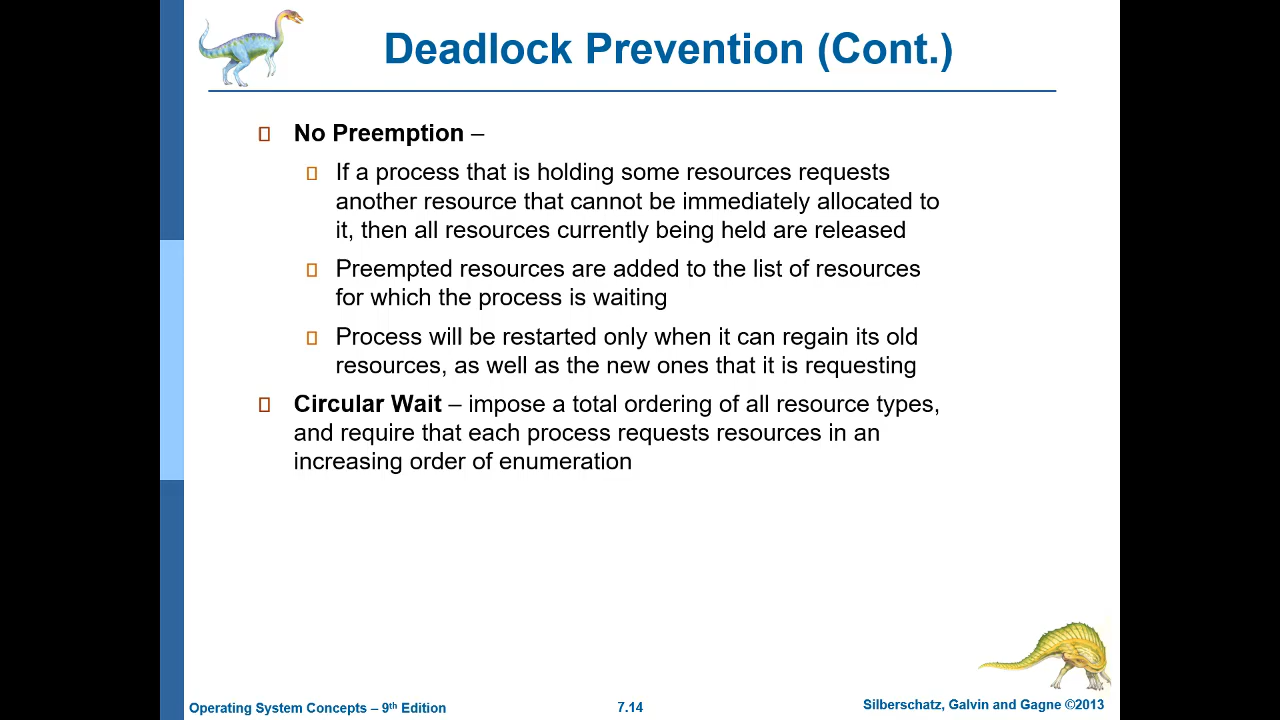 Deadlock Prevention (Cont.)
No Preemption –
If a process that is holding some resources requests
another resource that cannot be immediately allocated to
it, then all resources currently being held are released
Preempted resources are added to the list of resources
for which the process is waiting
Process will be restarted only when it can regain its old
resources, as well as the new ones that it is requesting
Circular Wait – impose a total ordering of all resource types,
and require that each process requests resources in an
increasing order of enumeration
Operating System Concepts – 9th Edition
7.14
Silberschatz, Galvin and Gagne ©2013